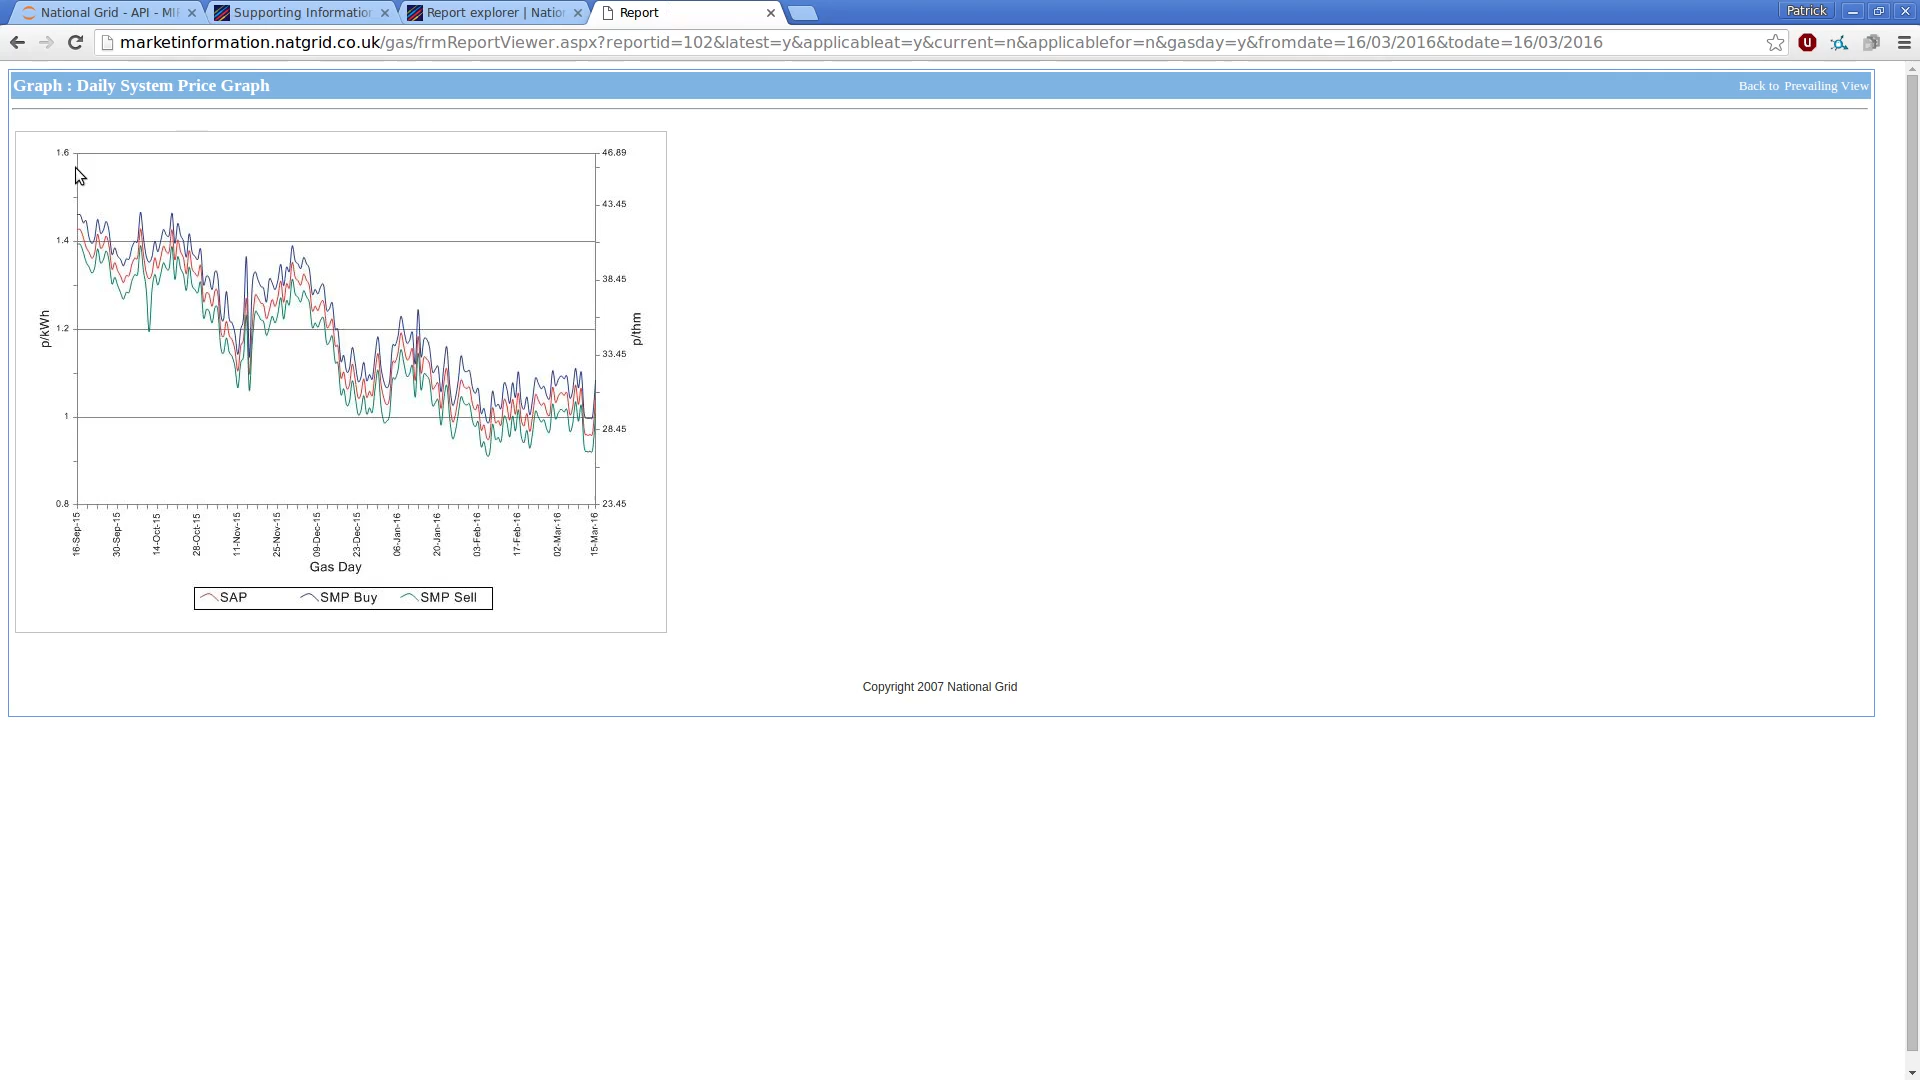 National Grid - API - MI
Supporting Information
Report explorer | Natio
Report
Patrick
marketinformation.natgrid.co.uk/gas/frmReportViewer.aspx?reportid=102&latest=y&applicableat=y&current=n&applicablefor=n&gasday=y&fromdate=16/03/2016&todate=16/03/2016
Graph : Daily System Price Graph
Back to Prevailing View
1.6
1.4
1.2
1
0.8
p/kWh
46.89
43.45
38.45
33.45
28.45
23.45
p/thm
16-Sep-15
30-Sep-15
14-Oct-15
28-Oct-15
11-Nov-15
25-Nov-15
09-Dec-15
23-Dec-15
06-Jan-16
20-Jan-16
03-Feb-16
17-Feb-16
02-Mar-16
15-Mar-16
Gas Day
SAP SMP Buy SMP Sell
Copyright 2007 National Grid